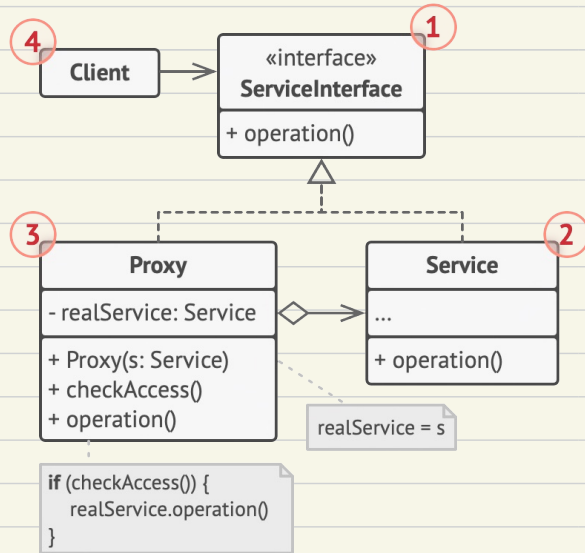 4
Client
1
«interface»
ServiceInterface
+ operation()
3
Proxy
- realService: Service
+ Proxy(s: Service)
+ checkAccess()
+ operation()
2
Service
...
+ operation()
realService = s
if (checkAccess()) {
realService.operation()
}